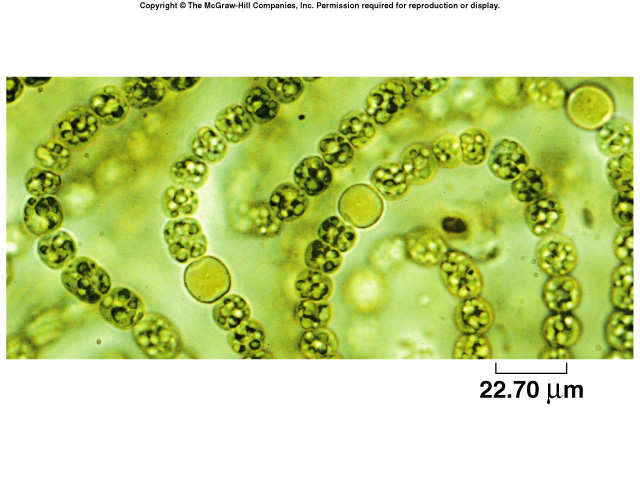 Copyright © The McGraw-Hill Companies, Inc. Permission required for reproduction or display.
22.70 μm